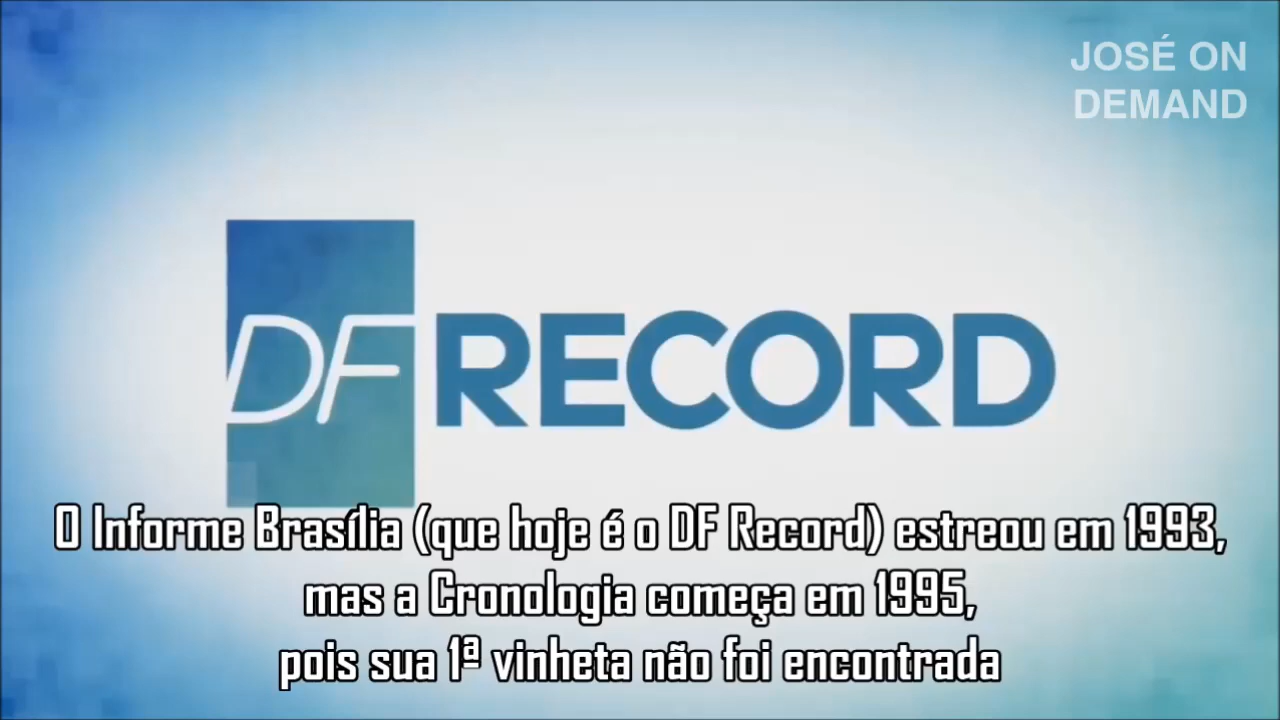 JOSÉ ON
DEMAND
DF RECORD
O Informe Brasília (que hoje é o DF Record) estreou em 1993,
mas a Cronologia começa em 1995,
pois sua 1ª vinheta não foi encontrada